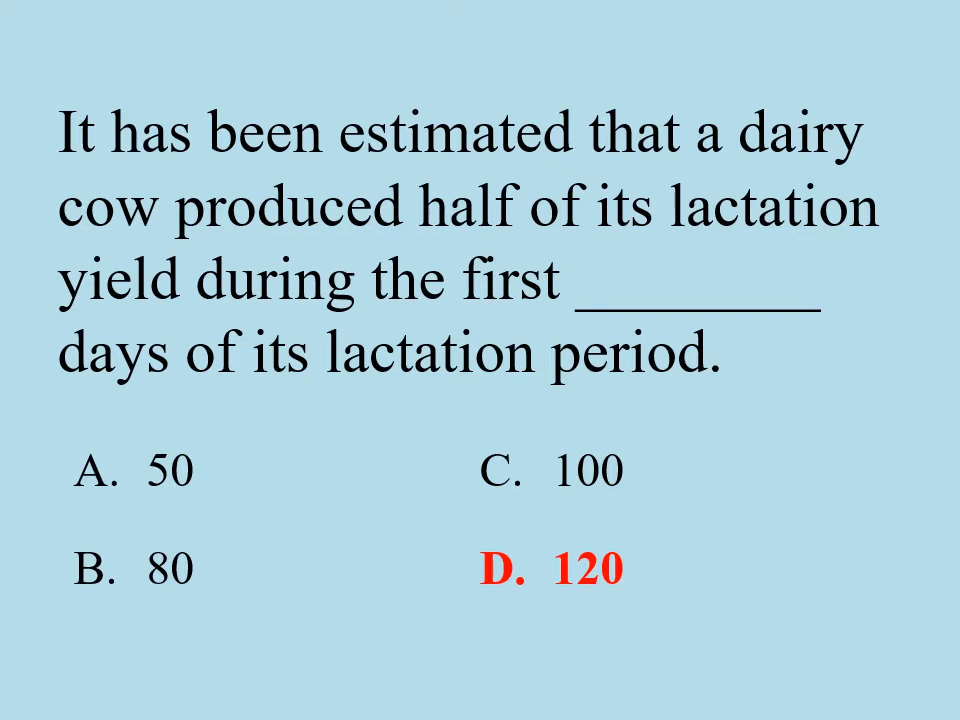 It has been estimated that a dairy
cow produced half of its lactation
yield during the first ________
days of its lactation period.
A. 50
C. 100
B. 80
D. 120